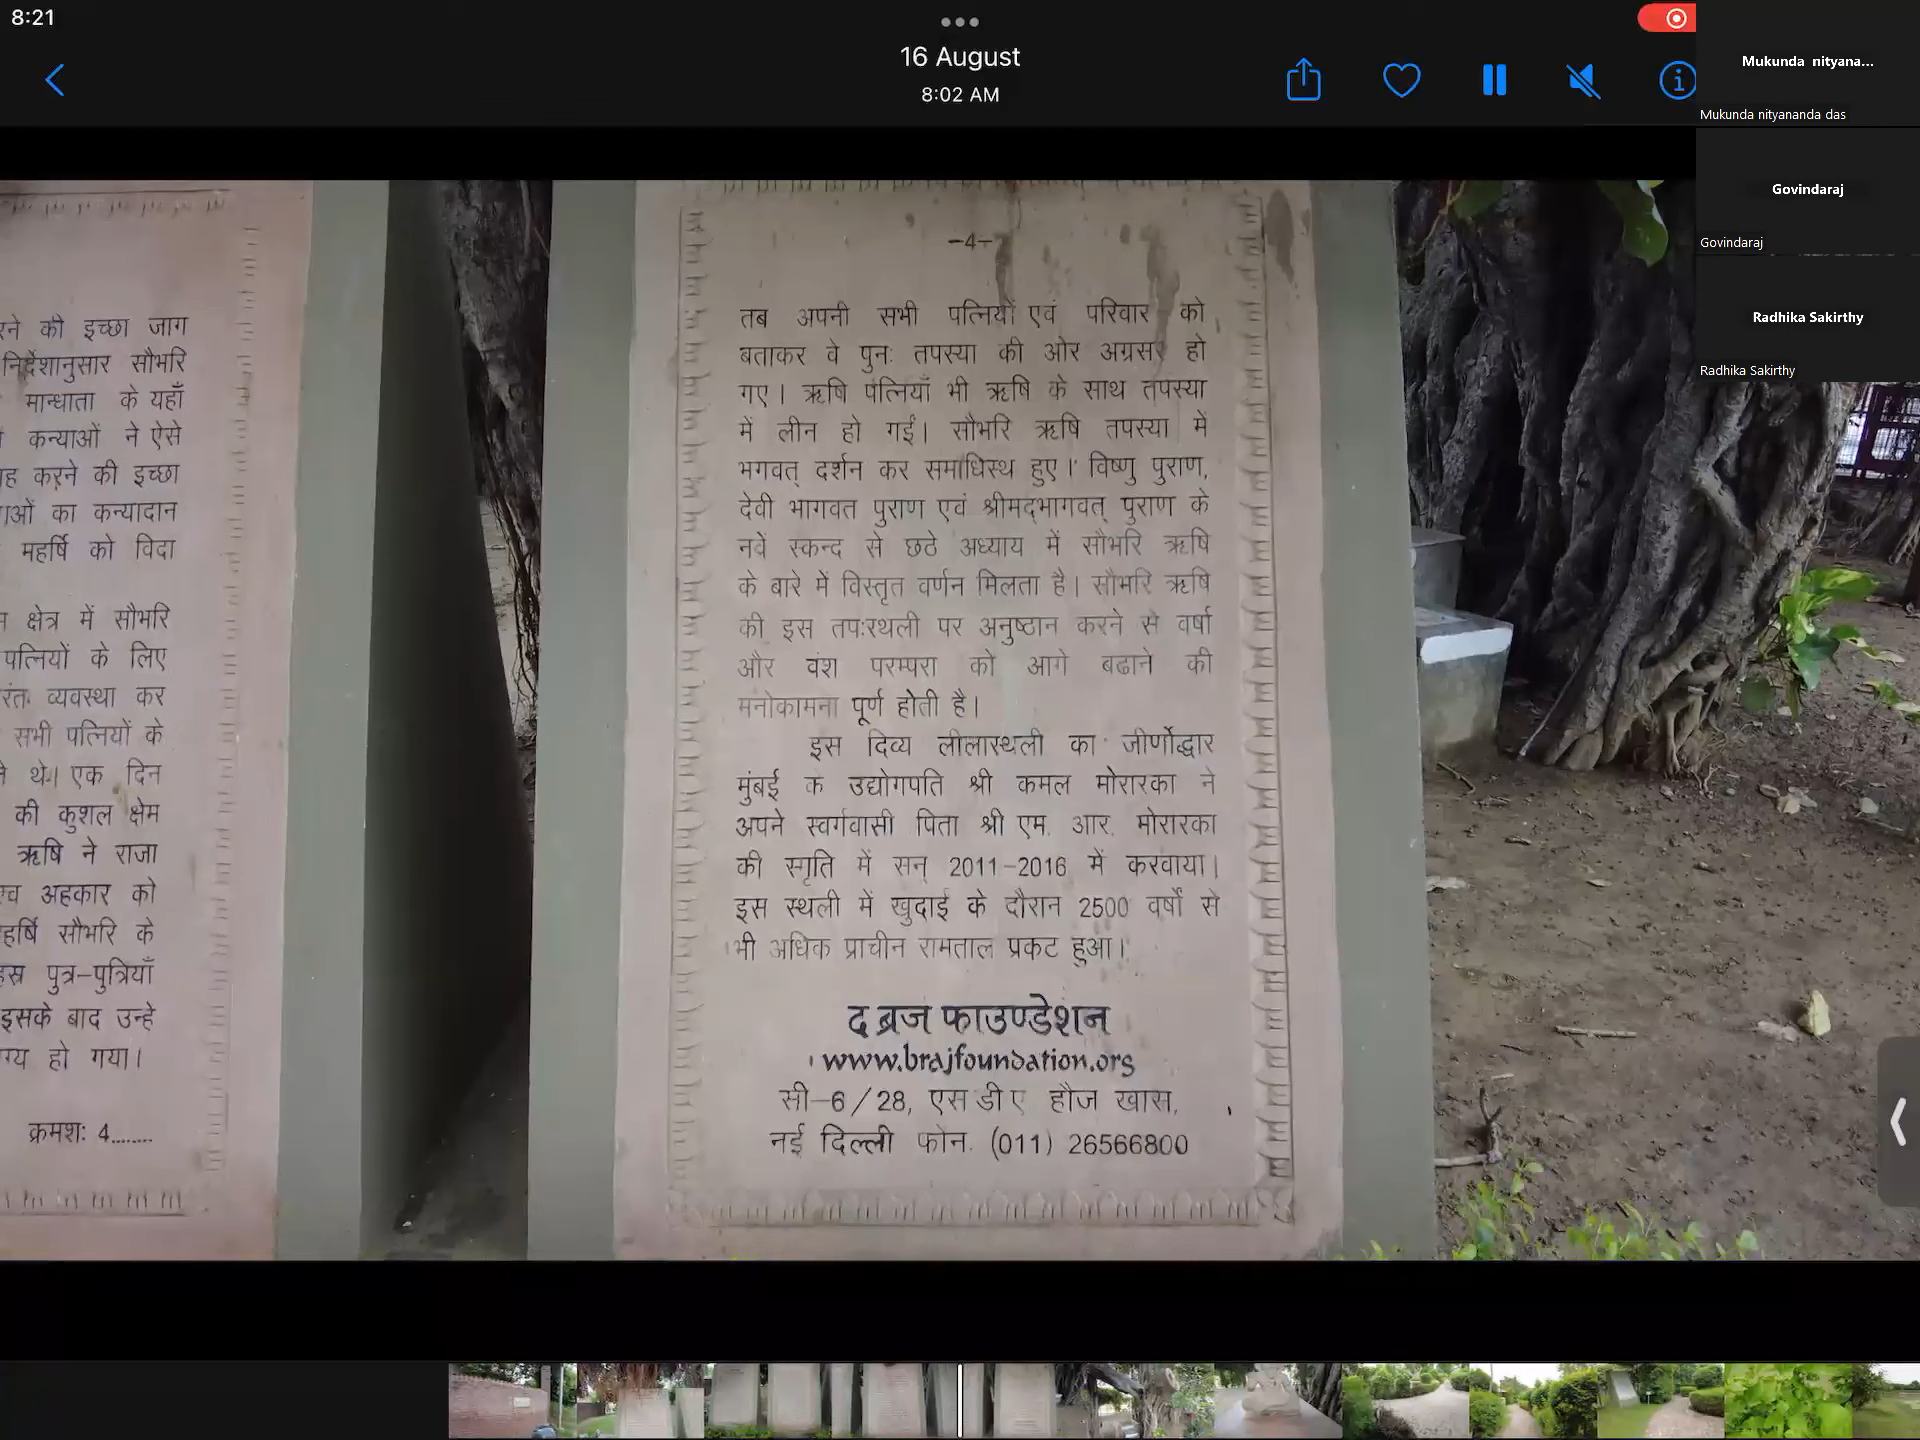 8:21
16 August
8:02 AM
Mukunda nityana...
Mukunda nityananda das
Govindaraj
Govindaraj
Radhika Sakirthy
Radhika Sakirthy
की इच्छा जाग
निर्देशानुसार सौभरि
मान्धाता के यहाँ
कन्याओं ने ऐसे
करने की इच्छा
का कन्यादान
महर्षि को विदा
क्षेत्र में सौभरि
पत्नियों के लिए
व्यवस्था कर
सभी पत्नियों के
थे। एक दिन
की कुशल क्षेम
ऋषि ने राजा
अहकार को
सौभरि के
पुत्र-पुत्रियाँ
इसके बाद उन्हे
हो गया।
क्रमशः 4........
-4-
तब अपनी सभी पत्नियों एवं परिवार को
बताकर वे पुनः तपस्या की ओर अग्रसर हो
गए। ऋषि पत्नियाँ भी ऋषि के साथ तपस्या
में लीन हो गईं। सौभरि ऋषि तपस्या में
भगवत् दर्शन कर समाधिस्थ हुए। विष्णु पुराण,
देवी भागवत पुराण एवं श्रीमद्भागवत् पुराण के
नवें स्कन्द से छठे अध्याय में सौभरि ऋषि
के बारे में विस्तृत वर्णन मिलता है। सौभरि ऋषि
की इस तपःस्थली पर अनुष्ठान करने से वर्षा
और वंश परम्परा को आगे बढाने की
मनोकामना पूर्ण होती है।
इस दिव्य लीलास्थली का जीर्णोद्धार
मुंबई क उद्योगपति श्री कमल मोरारका ने
अपने स्वर्गवासी पिता श्री एम. आर. मोरारका
की स्मृति में सन् 2011-2016 में करवाया।
इस स्थली में खुदाई के दौरान 2500 वर्षों से
भी अधिक प्राचीन रामताल प्रकट हुआ।
द ब्रज फाउण्डेशन
www.brajfoundation.org
सी-6/28, एस डी ए हौज खास,
नई दिल्ली फोन. (011) 26566800